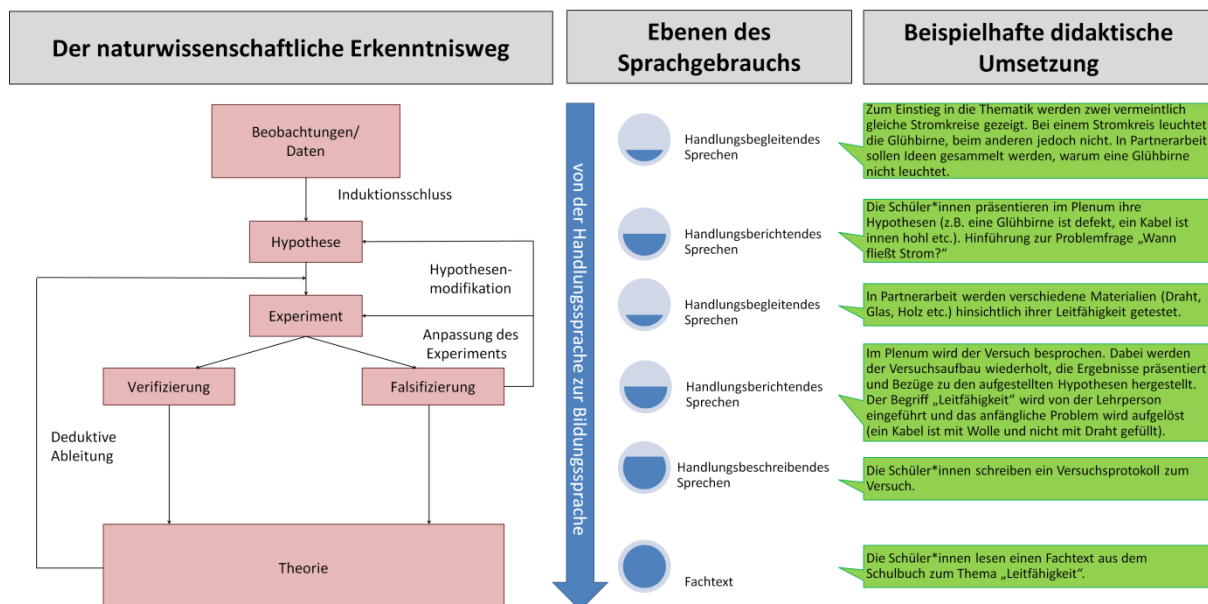 Der naturwissenschaftliche Erkenntnisweg
Beobachtungen/
Daten
Induktionsschluss
Hypothese
Hypothesen-
modifikation
Experiment
Anpassung des
Experiments
Verifizierung
Falsifizierung
Deduktive
Ableitung
Theorie
Ebenen des
Sprachgebrauchs
von der Handlungssprache zur Bildungssprache
Handlungsbegleitendes
Sprechen
Handlungsberichtendes
Sprechen
Handlungsbegleitendes
Sprechen
Handlungsberichtendes
Sprechen
Handlungsbeschreibendes
Sprechen
Fachtext
Beispielhafte didaktische
Umsetzung
Zum Einstieg in die Thematik werden zwei vermeintlich
gleiche Stromkreise gezeigt. Bei einem Stromkreis leuchtet
die Glühbirne, beim anderen jedoch nicht. In Partnerarbeit
sollen Ideen gesammelt werden, warum eine Glühbirne
nicht leuchtet.
Die Schüler*innen präsentieren im Plenum ihre
Hypothesen (z.B. eine Glühbirne ist defekt, ein Kabel ist
innen hohl etc.). Hinführung zur Problemfrage „Wann
fließt Strom?“
In Partnerarbeit werden verschiedene Materialien (Draht,
Glas, Holz etc.) hinsichtlich ihrer Leitfähigkeit getestet.
Im Plenum wird der Versuch besprochen. Dabei werden
der Versuchsaufbau wiederholt, die Ergebnisse präsentiert
und Bezüge zu den aufgestellten Hypothesen hergestellt.
Der Begriff „Leitfähigkeit“ wird von der Lehrperson
eingeführt und das anfängliche Problem wird aufgelöst
(ein Kabel ist mit Wolle und nicht mit Draht gefüllt).
Die Schüler*innen schreiben ein Versuchsprotokoll zum
Versuch.
Die Schüler*innen lesen einen Fachtext aus dem
Schulbuch zum Thema „Leitfähigkeit“.